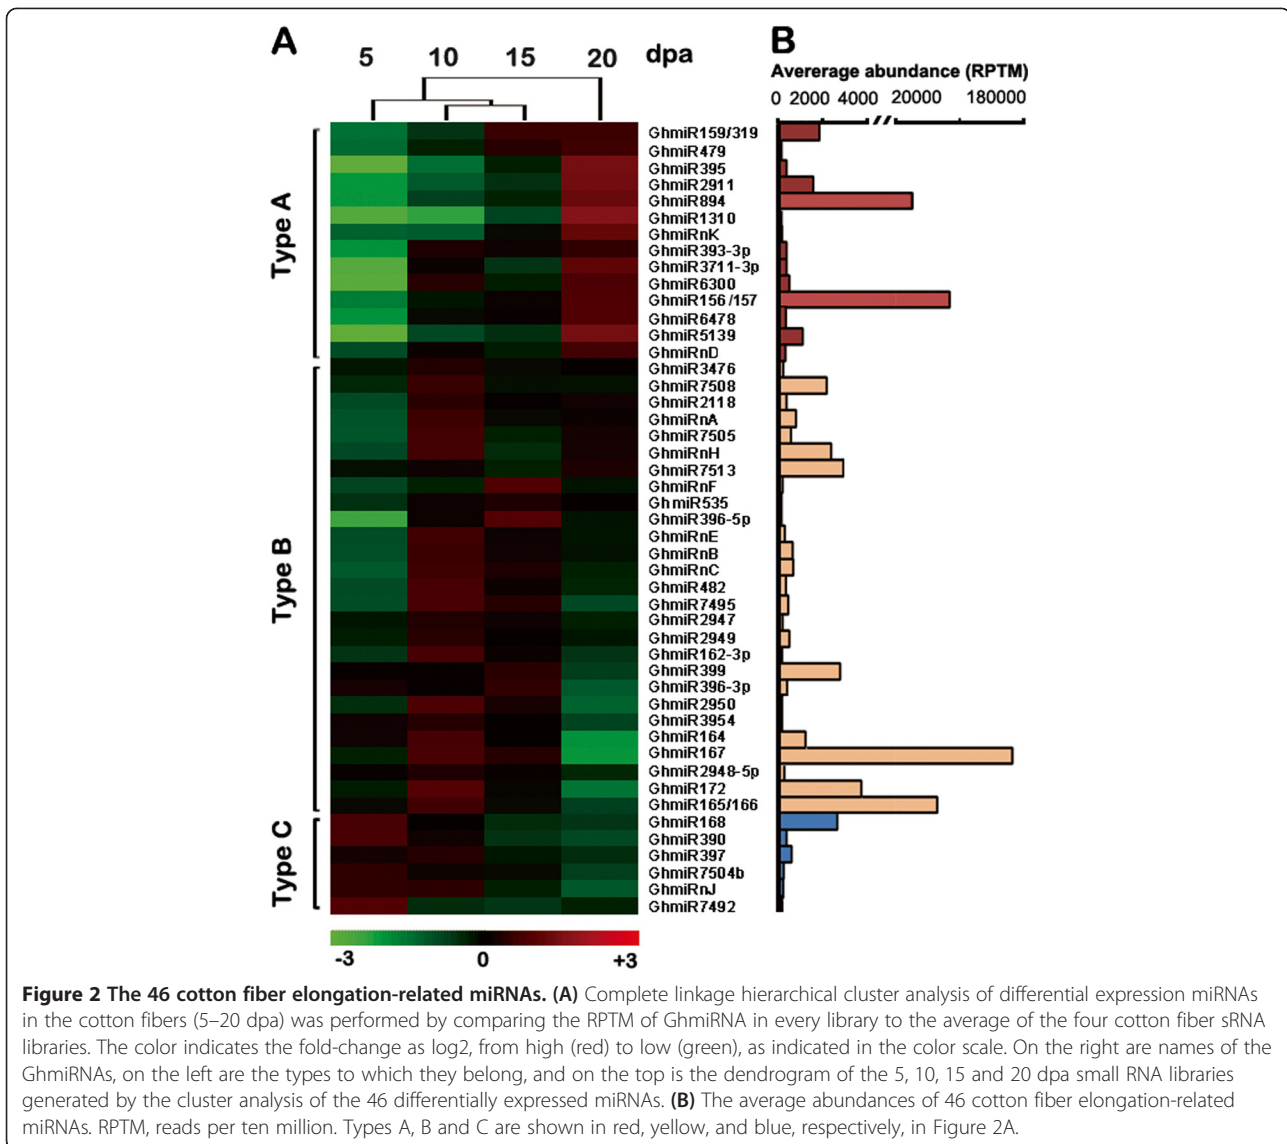 A
B
5 10 15 20 dpa
Avererage abundance (RPTM)
0 2000 4000 20000 180000
Type A
Type B
Type C
GhmiR159/319
GhmiR479
GhmiR395
GhmiR2911
GhmiR894
GhmiR1310
GhmiRnK
GhmiR393-3p
GhmiR3711-3p
GhmiR6300
GhmiR156/157
GhmiR6478
GhmiR5139
GhmiRnD
GhmiR3476
GhmiR7508
GhmiR2118
GhmiRnA
GhmiR7505
GhmiRnH
GhmiR7513
GhmiRnF
GhmiR535
GhmiR396-5p
GhmiRnE
GhmiRnB
GhmiRnC
GhmiR482
GhmiR7495
GhmiR2947
GhmiR2949
GhmiR162-3p
GhmiR399
GhmiR396-3p
GhmiR2950
GhmiR3954
GhmiR164
GhmiR167
GhmiR2948-5p
GhmiR172
GhmiR165/166
GhmiR168
GhmiR390
GhmiR397
GhmiR7504b
GhmiRnJ
GhmiR7492
-3 0 +3
Figure 2 The 46 cotton fiber elongation-related miRNAs. (A) Complete linkage hierarchical cluster analysis of differential expression miRNAs
in the cotton fibers (5–20 dpa) was performed by comparing the RPTM of GhmiRNA in every library to the average of the four cotton fiber sRNA
libraries. The color indicates the fold-change as log2, from high (red) to low (green), as indicated in the color scale. On the right are names of the
GhmiRNAs, on the left are the types to which they belong, and on the top is the dendrogram of the 5, 10, 15 and 20 dpa small RNA libraries
generated by the cluster analysis of the 46 differentially expressed miRNAs. (B) The average abundances of 46 cotton fiber elongation-related
miRNAs. RPTM, reads per ten million. Types A, B and C are shown in red, yellow, and blue, respectively, in Figure 2A.